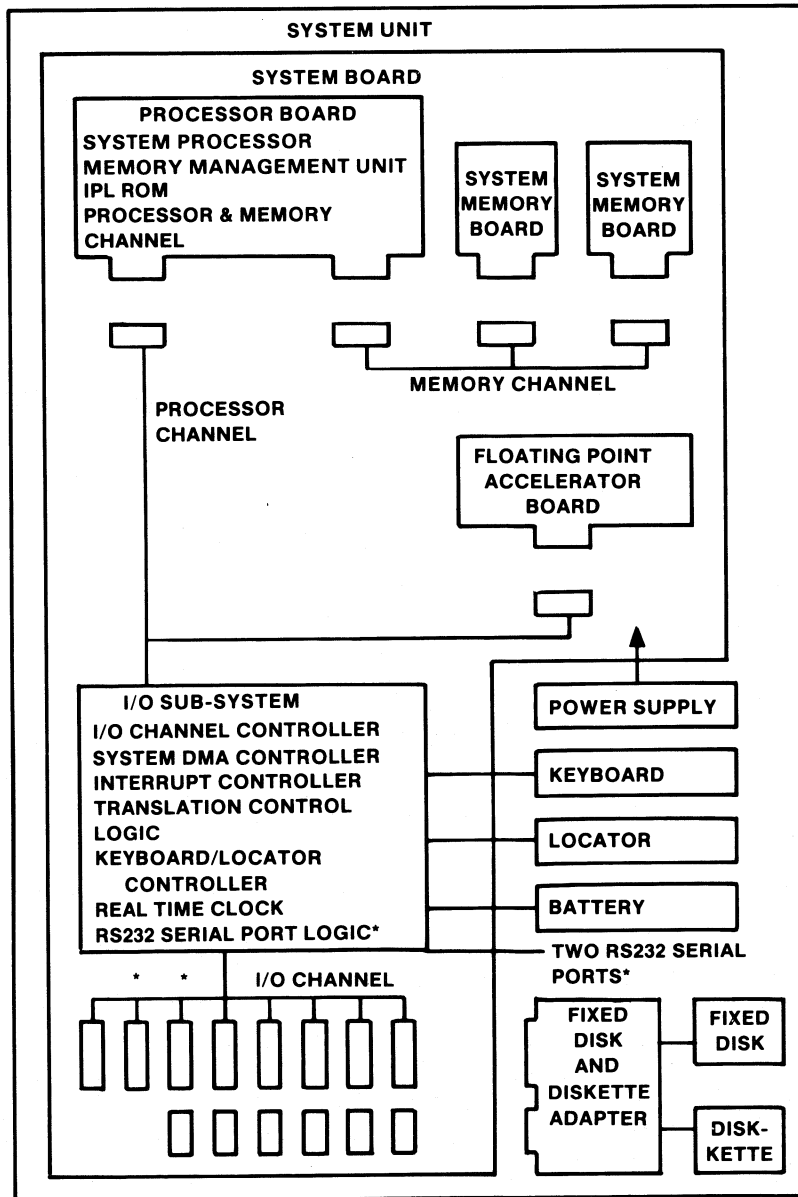 SYSTEM UNIT
SYSTEM BOARD
PROCESSOR BOARD
SYSTEM PROCESSOR
MEMORY MANAGEMENT UNIT
IPL ROM
PROCESSOR & MEMORY
CHANNEL
SYSTEM
MEMORY
BOARD
SYSTEM
MEMORY
BOARD
MEMORY CHANNEL
PROCESSOR
CHANNEL
FLOATING POINT
ACCELERATOR
BOARD
I/O SUB-SYSTEM
I/O CHANNEL CONTROLLER
SYSTEM DMA CONTROLLER
INTERRUPT CONTROLLER
TRANSLATION CONTROL
LOGIC
KEYBOARD/LOCATOR
CONTROLLER
REAL TIME CLOCK
RS232 SERIAL PORT LOGIC*
POWER SUPPLY
KEYBOARD
LOCATOR
BATTERY
TWO RS232 SERIAL
PORTS*
* * I/O CHANNEL
FIXED
DISK
AND
DISKETTE
ADAPTER
FIXED
DISK
DISK-
KETTE